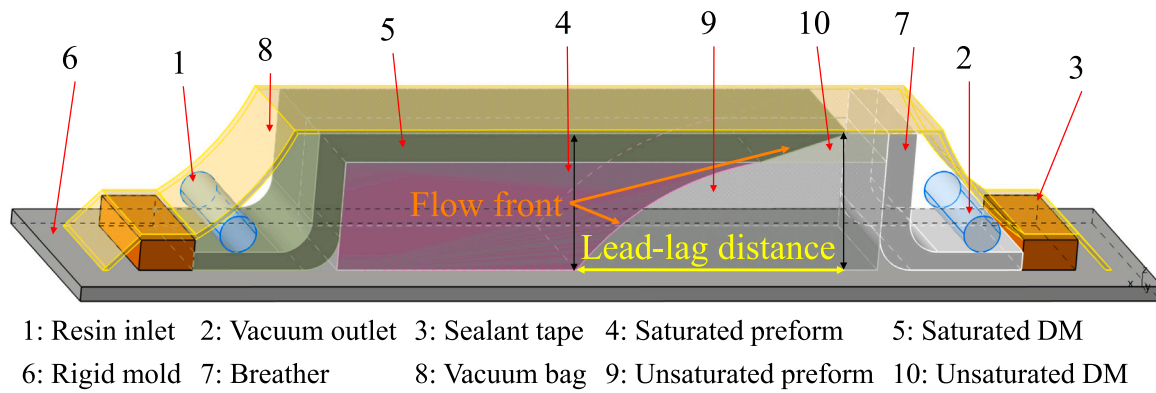 6 1 8 5 4 9 10 7 2 3
Flow front
Lead-lag distance
x y z
1: Resin inlet 2: Vacuum outlet 3: Sealant tape 4: Saturated preform 5: Saturated DM
6: Rigid mold 7: Breather 8: Vacuum bag 9: Unsaturated preform 10: Unsaturated DM